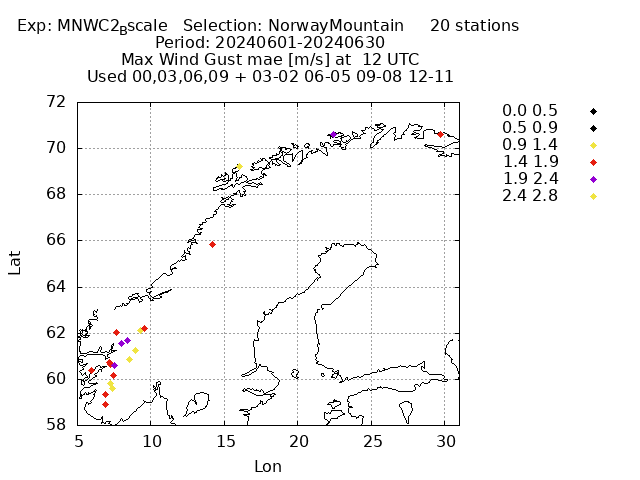 Exp: MNWC2_Bscale   Selection: NorwayMountain     20 stations
Period: 20240601-20240630
Max Wind Gust mae [m/s] at  12 UTC
Used 00,03,06,09 + 03-02 06-05 09-08 12-11
0.0 0.5
0.5 0.9
0.9 1.4
1.4 1.9
1.9 2.4
2.4 2.8
72
70
68
66
64
62
60
58
Lat
5 10 15 20 25 30
Lon